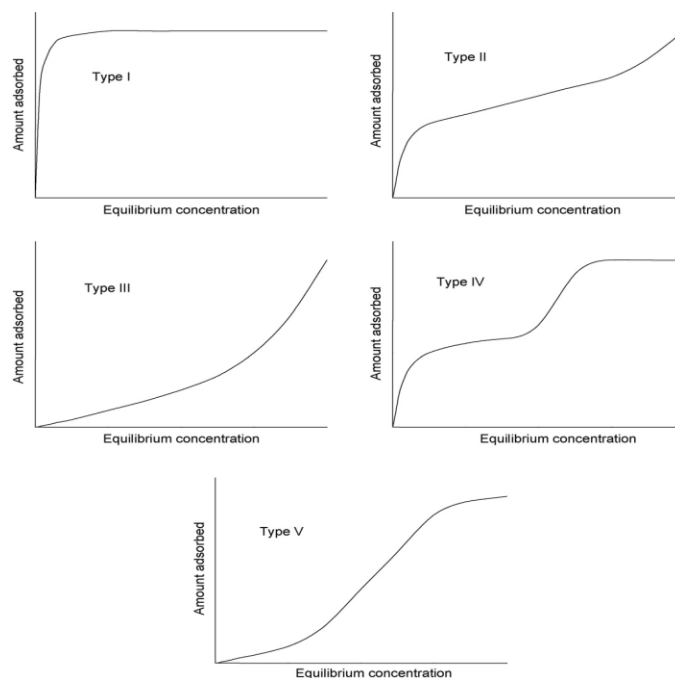 Amount adsorbed
Type I
Equilibrium concentration
Amount adsorbed
Type II
Equilibrium concentration
Amount adsorbed
Type III
Equilibrium concentration
Amount adsorbed
Type IV
Equilibrium concentration
Amount adsorbed
Type V
Equilibrium concentration